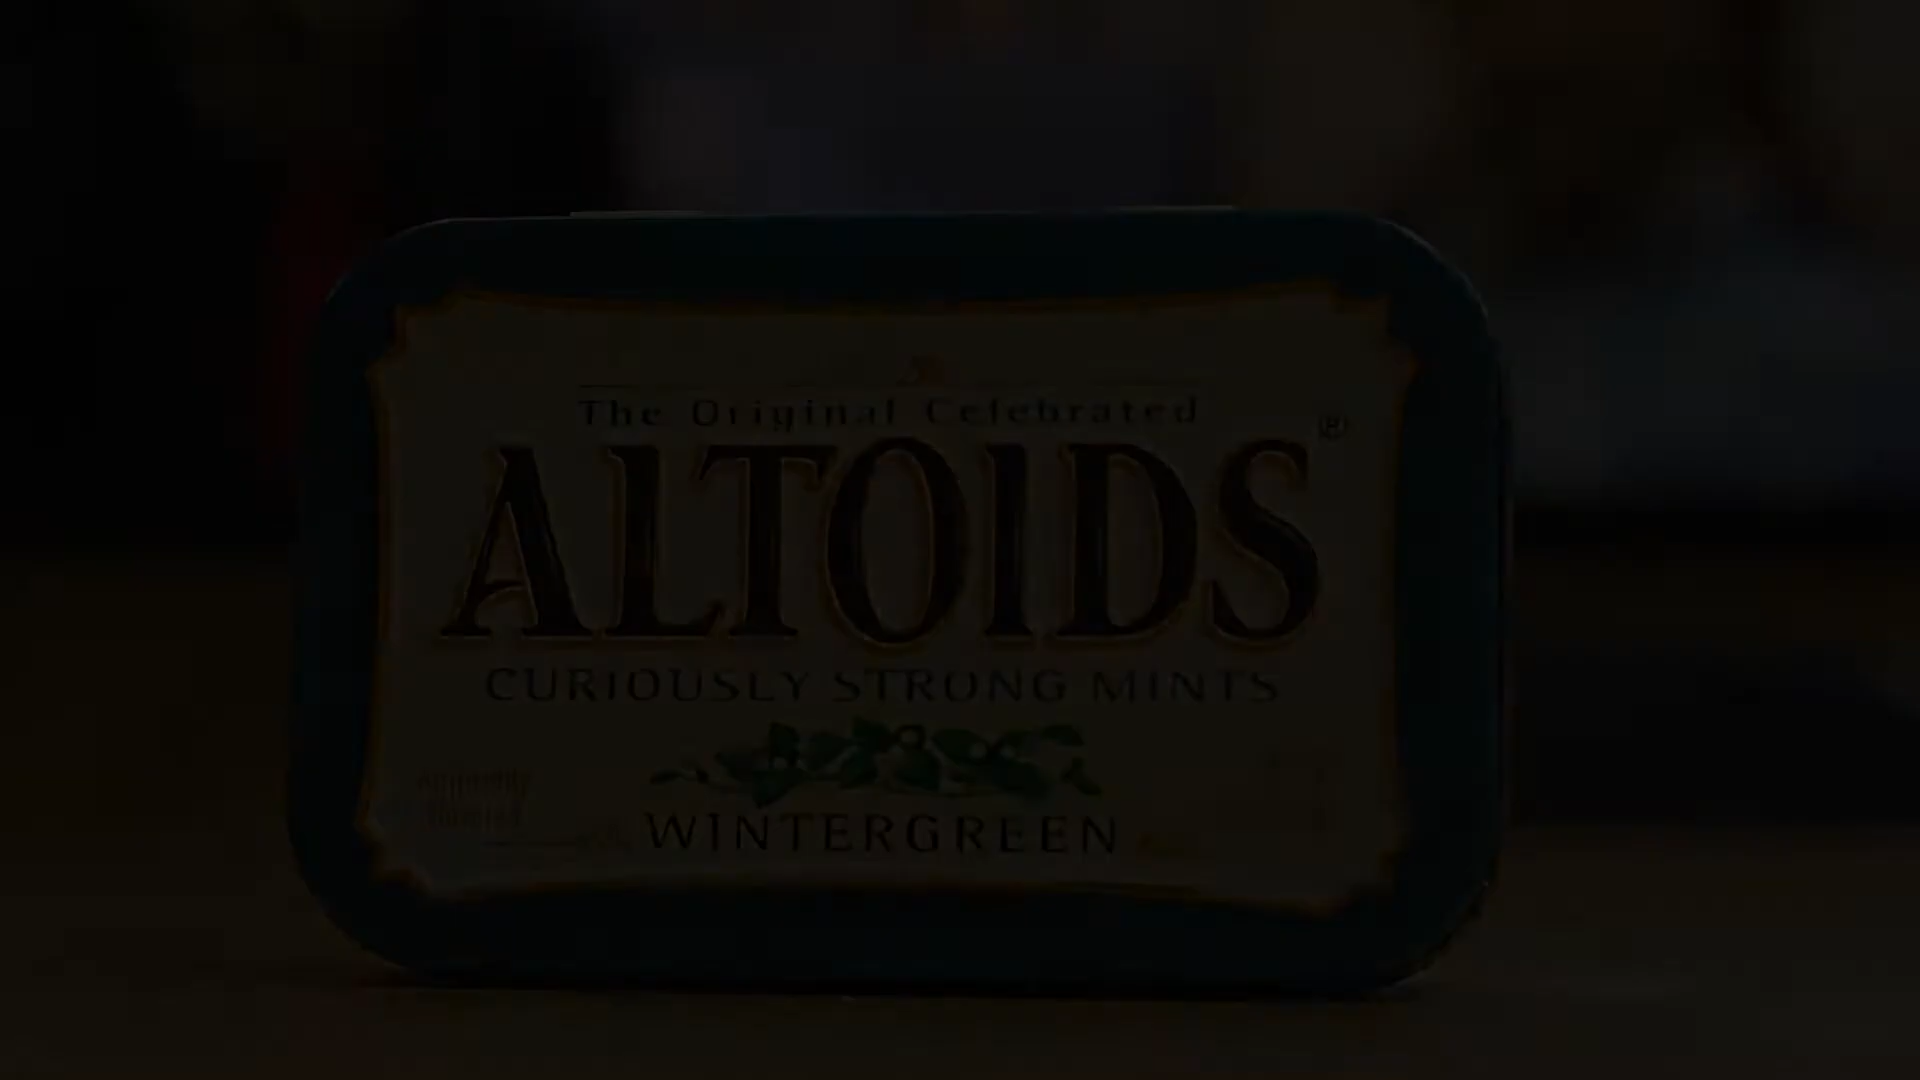 The Original Celebrated
ALTOIDS®
CURIOUSLY STRONG MINTS
WINTERGREEN